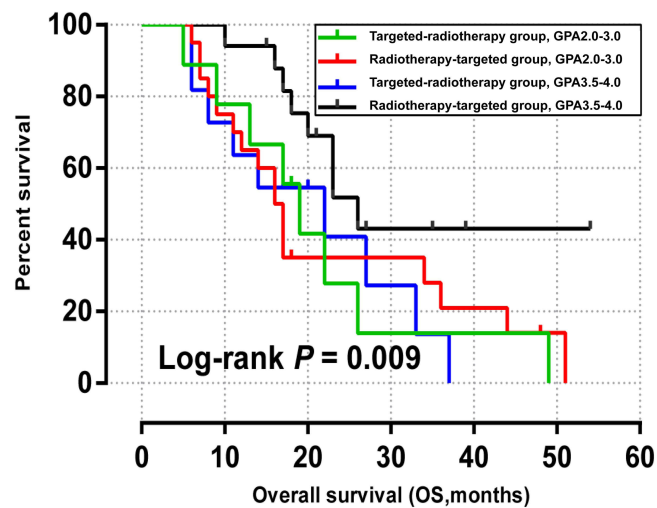 Targeted-radiotherapy group, GPA2.0-3.0
Radiotherapy-targeted group, GPA2.0-3.0
Targeted-radiotherapy group, GPA3.5-4.0
Radiotherapy-targeted group, GPA3.5-4.0
Percent survival
100
80
60
40
20
0
Log-rank P = 0.009
0 10 20 30 40 50 60
Overall survival (OS,months)